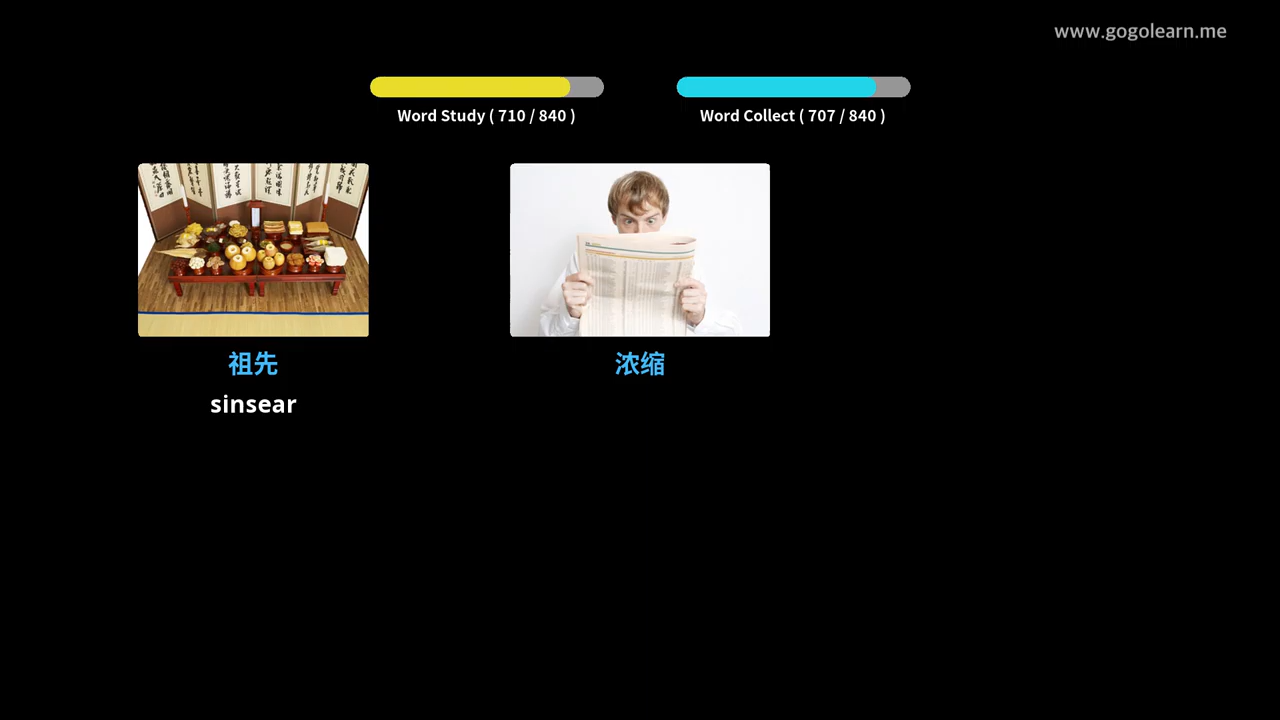 www.gogolearn.me
Word Study ( 710 / 840 )
Word Collect ( 707 / 840 )
祖先
浓缩
sinsear